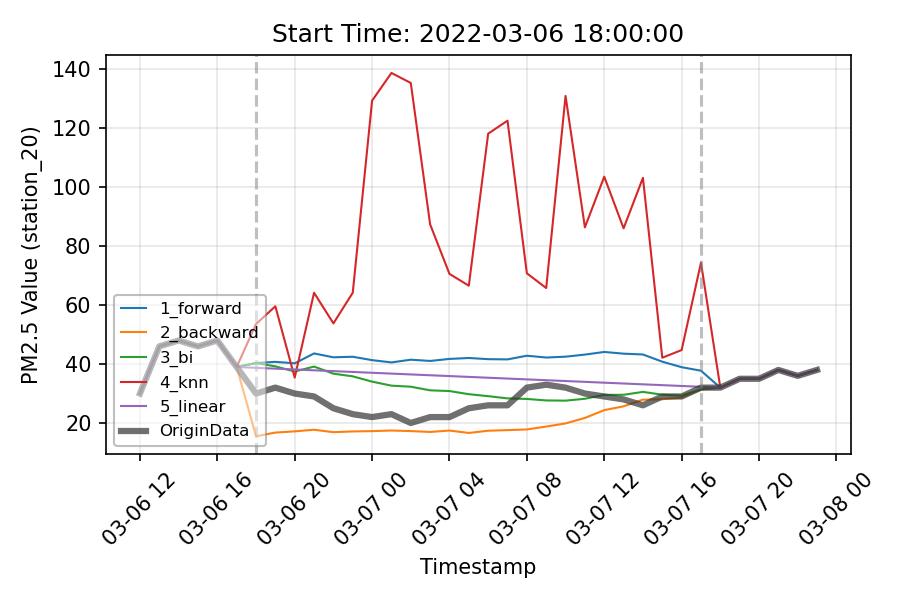 Start Time: 2022-03-06 18:00:00
PM2.5 Value (station_20)
140
120
100
80
60
40
20
1_forward
2_backward
3_bi
4_knn
5_linear
OriginData
03-06 12
03-06 16
03-06 20
03-07 00
03-07 04
03-07 08
03-07 12
03-07 16
03-07 20
03-08 00
Timestamp